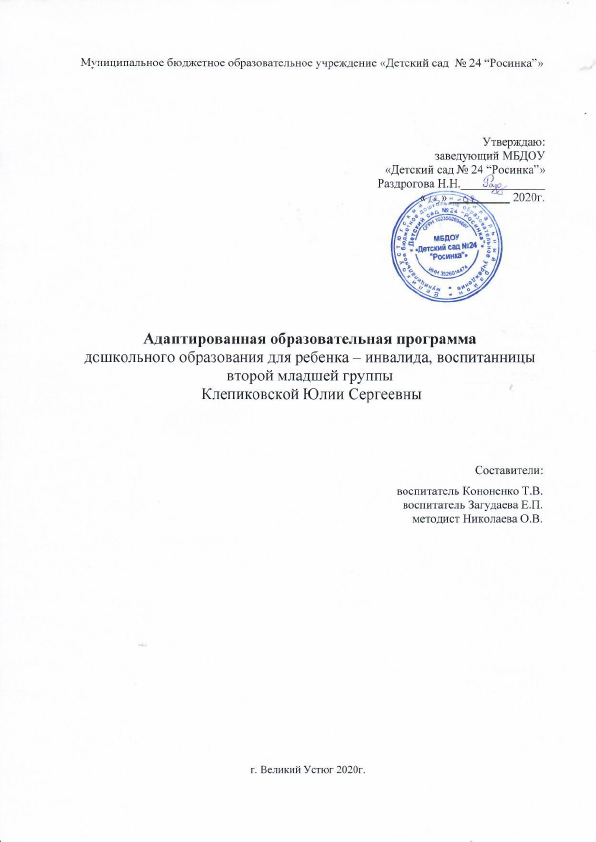 Муниципальное бюджетное образовательное учреждение «Детский сад № 24 “Росинка”»
Утверждаю:
заведующий МБДОУ
«Детский сад № 24 “Росинка”»
Раздрогова Н.Н.
2020г.
МБДОУ
«Детский сад №24
"Росинка"»
Адаптированная образовательная программа
дошкольного образования для ребенка – инвалида, воспитанницы
второй младшей группы
Клепиковской Юлии Сергеевны
Составители:
воспитатель Кононенко Т.В.
воспитатель Загудаева Е.П.
методист Николаева О.В.
г. Великий Устюг 2020г.